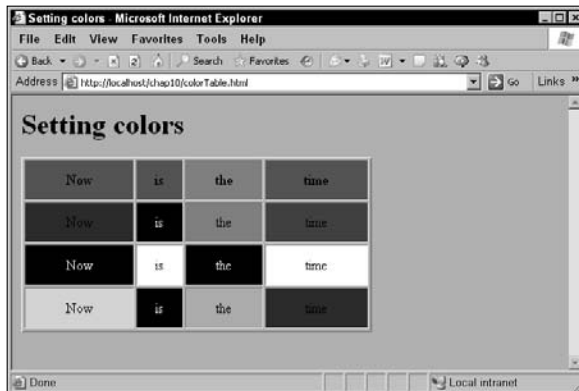 Setting colors - Microsoft Internet Explorer
File Edit View Favorites Tools Help
Back Search Favorites
Address http://localhost/chap10/colorTable.html Go Links »
Setting colors
Now is the time
Now is the time
Now is the time
Now is the time
Done Local intranet